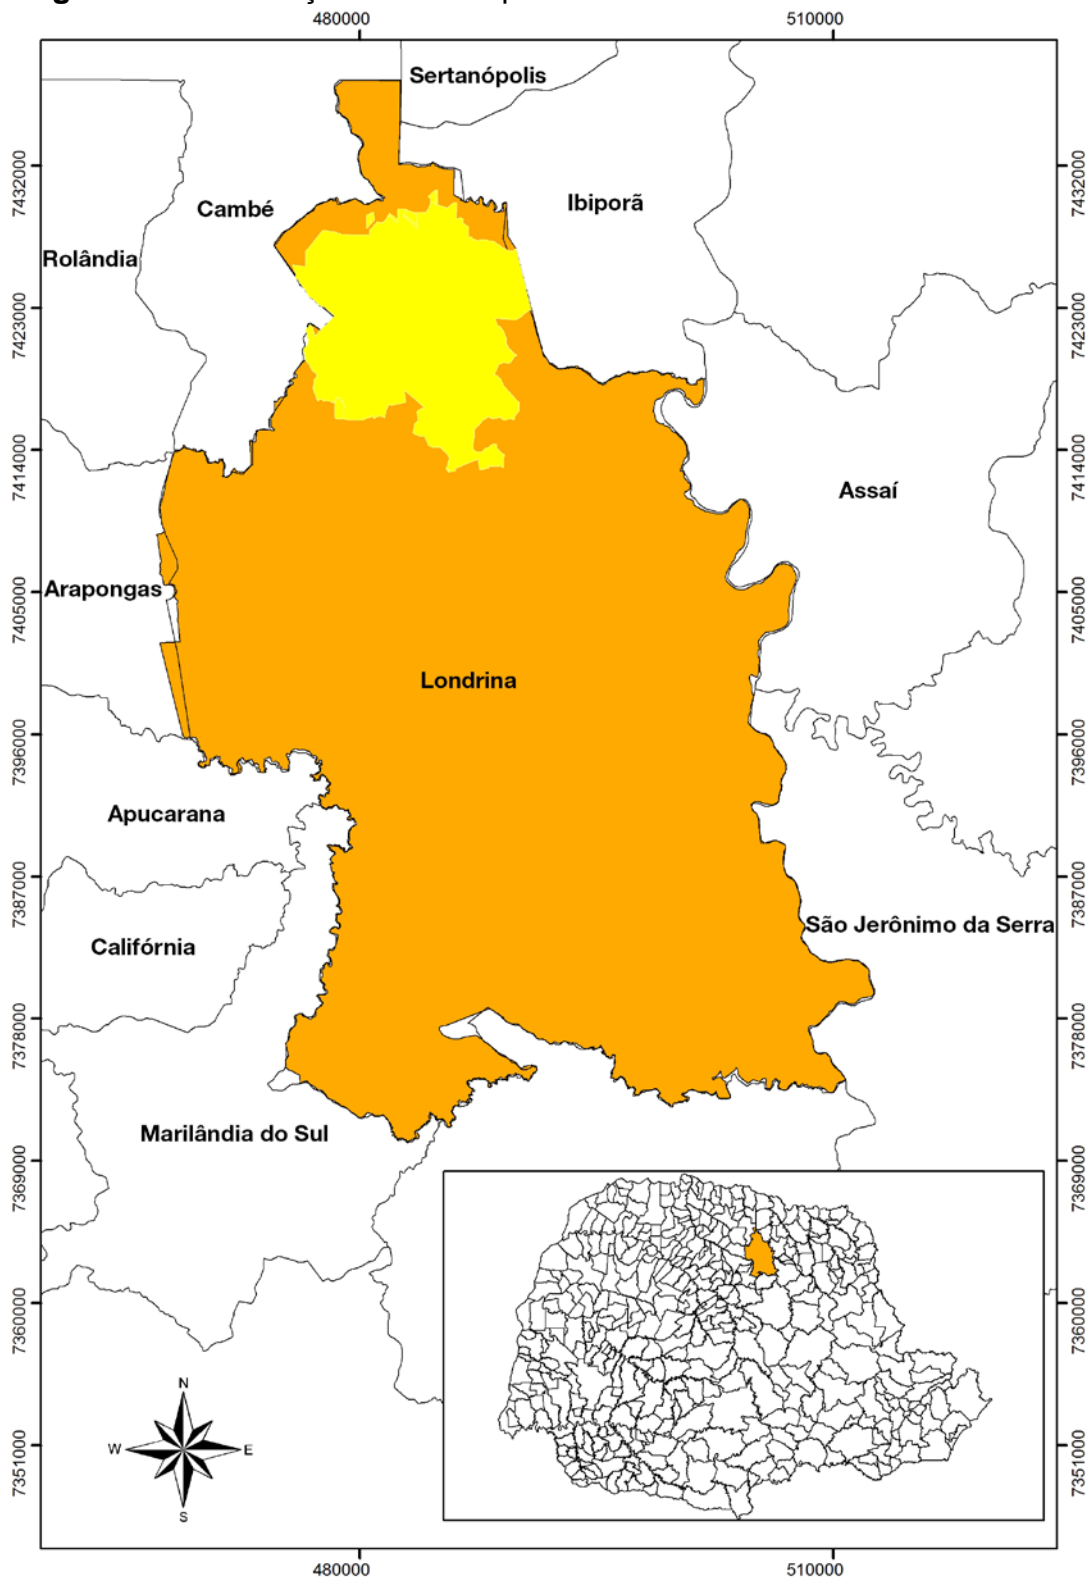 480000
510000
Sertanópolis
7432000
7432000
Cambé
Ibiporã
Rolândia
7423000
7423000
7414000
7414000
Assaí
Arapongas
7405000
7405000
Londrina
7396000
7396000
Apucarana
7387000
7387000
São Jerônimo da Serra
Califórnia
7378000
7378000
Marilândia do Sul
7369000
7369000
7360000
7360000
N
W
E
S
7351000
7351000
480000
510000